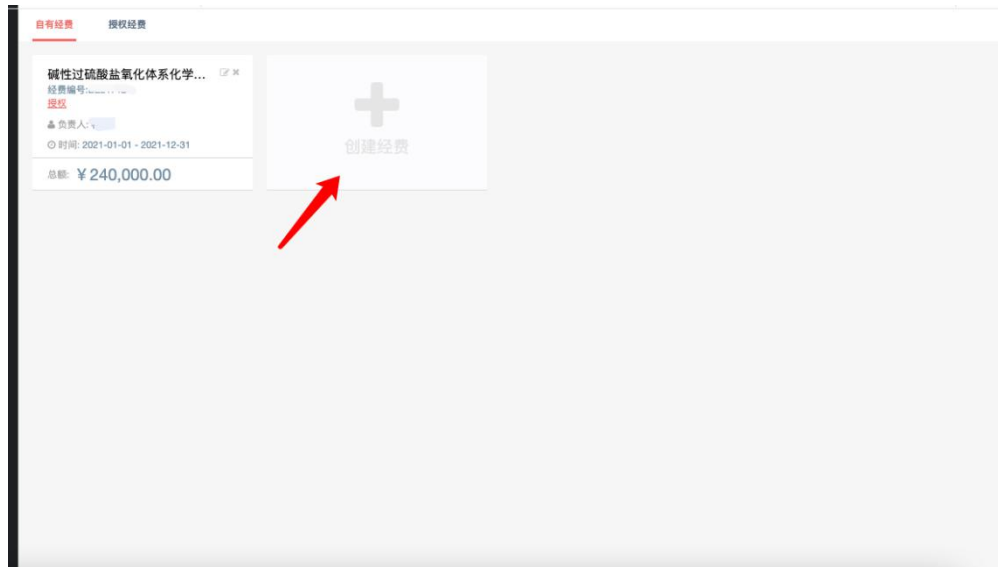 自有经费 授权经费
碱性过硫酸盐氧化体系化学...
经费编号:
授权
负责人:
时间: 2021-01-01 - 2021-12-31
总额: ¥240,000.00
创建经费